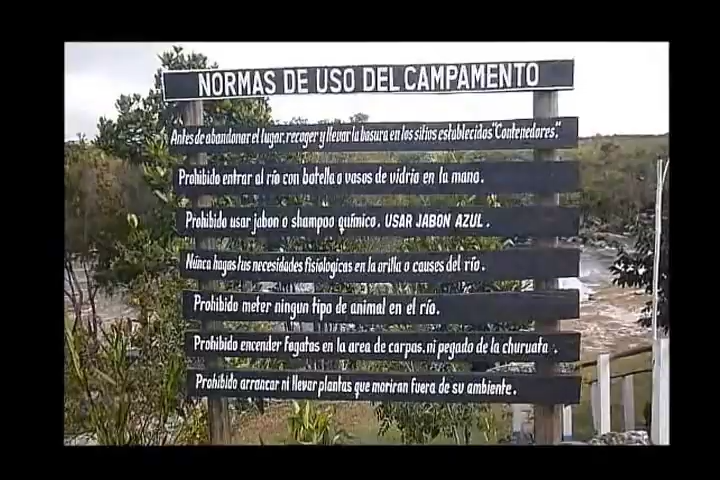 NORMAS DE USO DEL CAMPAMENTO
Antes de abandonar el lugar, recoger y llevar la basura en los sitios establecidos "Contenedores."
Prohibido entrar al río con botella o vasos de vidrio en la mano.
Prohibido usar jabon o shampoo químico. USAR JABON AZUL.
Nunca hagas tus necesidades fisiológicas en la orilla o causes del río.
Prohibido meter ningun tipo de animal en el río.
Prohibido encender fogatas en la area de carpas, ni pegado de la churuata.
Prohibido arrancar ni llevar plantas que moriran fuera de su ambiente.